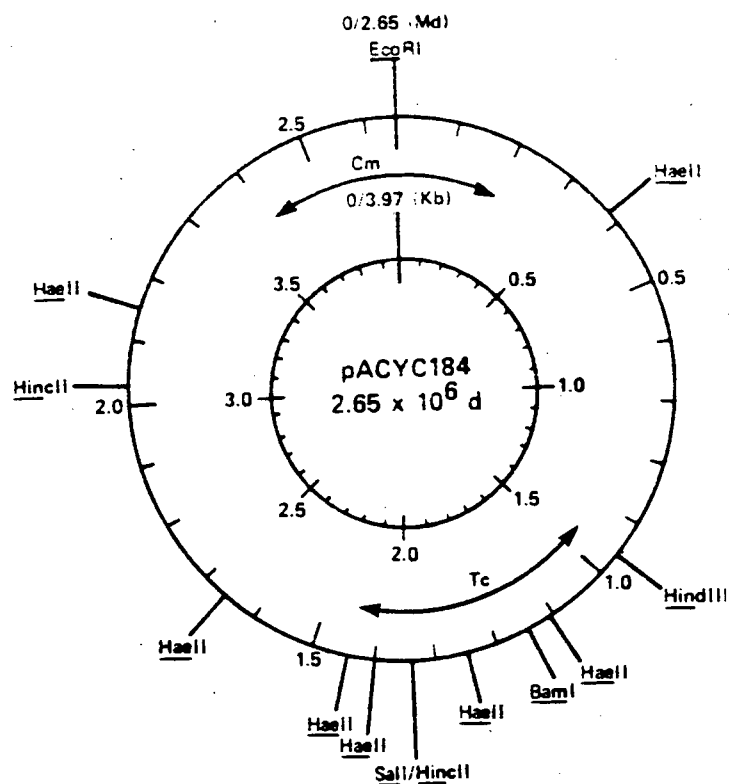 0/2.65 (Md)
EcoRI
2.5
Cm
HaeII
0/3.97 (Kb)
0.5
HaeII
3.5
0.5
HincII
2.0
3.0
pACYC184
2.65 x 10⁶ d
1.0
2.5
1.5
2.0
Tc
1.0
HindIII
HaeII
1.5
HaeII
BamI
HaeII
HaeII
HaeII
SalI/HincII